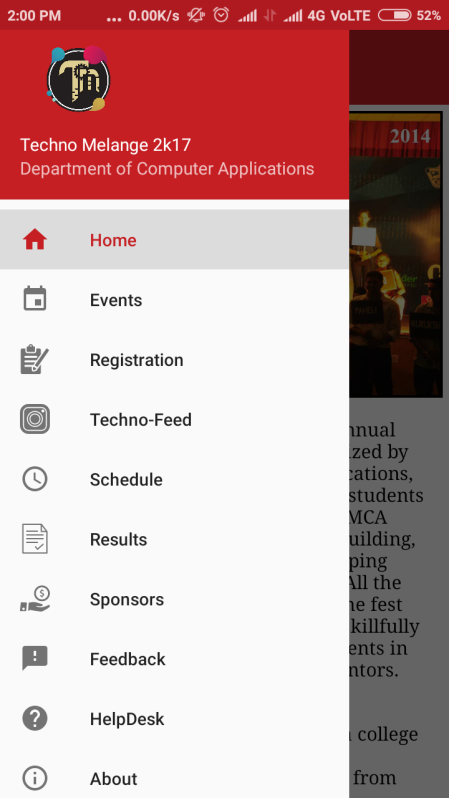 2:00 PM ... 0.00K/s 4G VoLTE 52%
Tm
Techno Melange 2k17
Department of Computer Applications
2014
Home
Events
Registration
Techno-Feed
Schedule
Results
Sponsors
Feedback
HelpDesk
About
nnual
zed by
cations,
students
MCA
uilding,
ping
All the
ne fest
killfully
ents in
ntors.
college
from